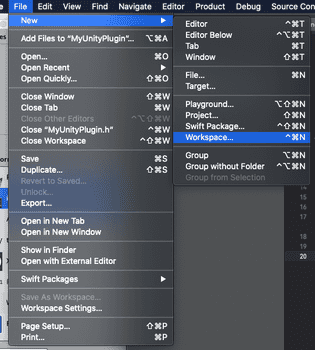 File Edit View Find Navigate Editor Product Debug Source Con
New
Add Files to “MyUnityPlugin”... ⌥⌘A
Open... ⌘O
Open Recent
Open Quickly... ⇧⌘O
Close Window ⇧⌘W
Close Tab ⌘W
Close Other Editors
Close “MyUnityPlugin.h” ^⌘W
Close Workspace ^⌥⌘W
Save ⌘S
Duplicate... ⇧⌘S
Revert to Saved...
Unlock...
Export...
Open in New Tab
Open in New Window
Show in Finder
Open with External Editor
Swift Packages
Save As Workspace...
Workspace Settings...
Page Setup... ⇧⌘P
Print... ⌘P
Editor ^⌘T
Editor Below ^⌥⌘T
Tab ⌘T
Window ⇧⌘T
File... ⌘N
Target...
Playground... ⌥⇧⌘N
Project... ⇧⌘N
Swift Package... ^⇧⌘N
Workspace... ^⌘N
Group ⌥⌘N
Group without Folder ^⌥⌘N
Group from Selection
16
17
18
19
20